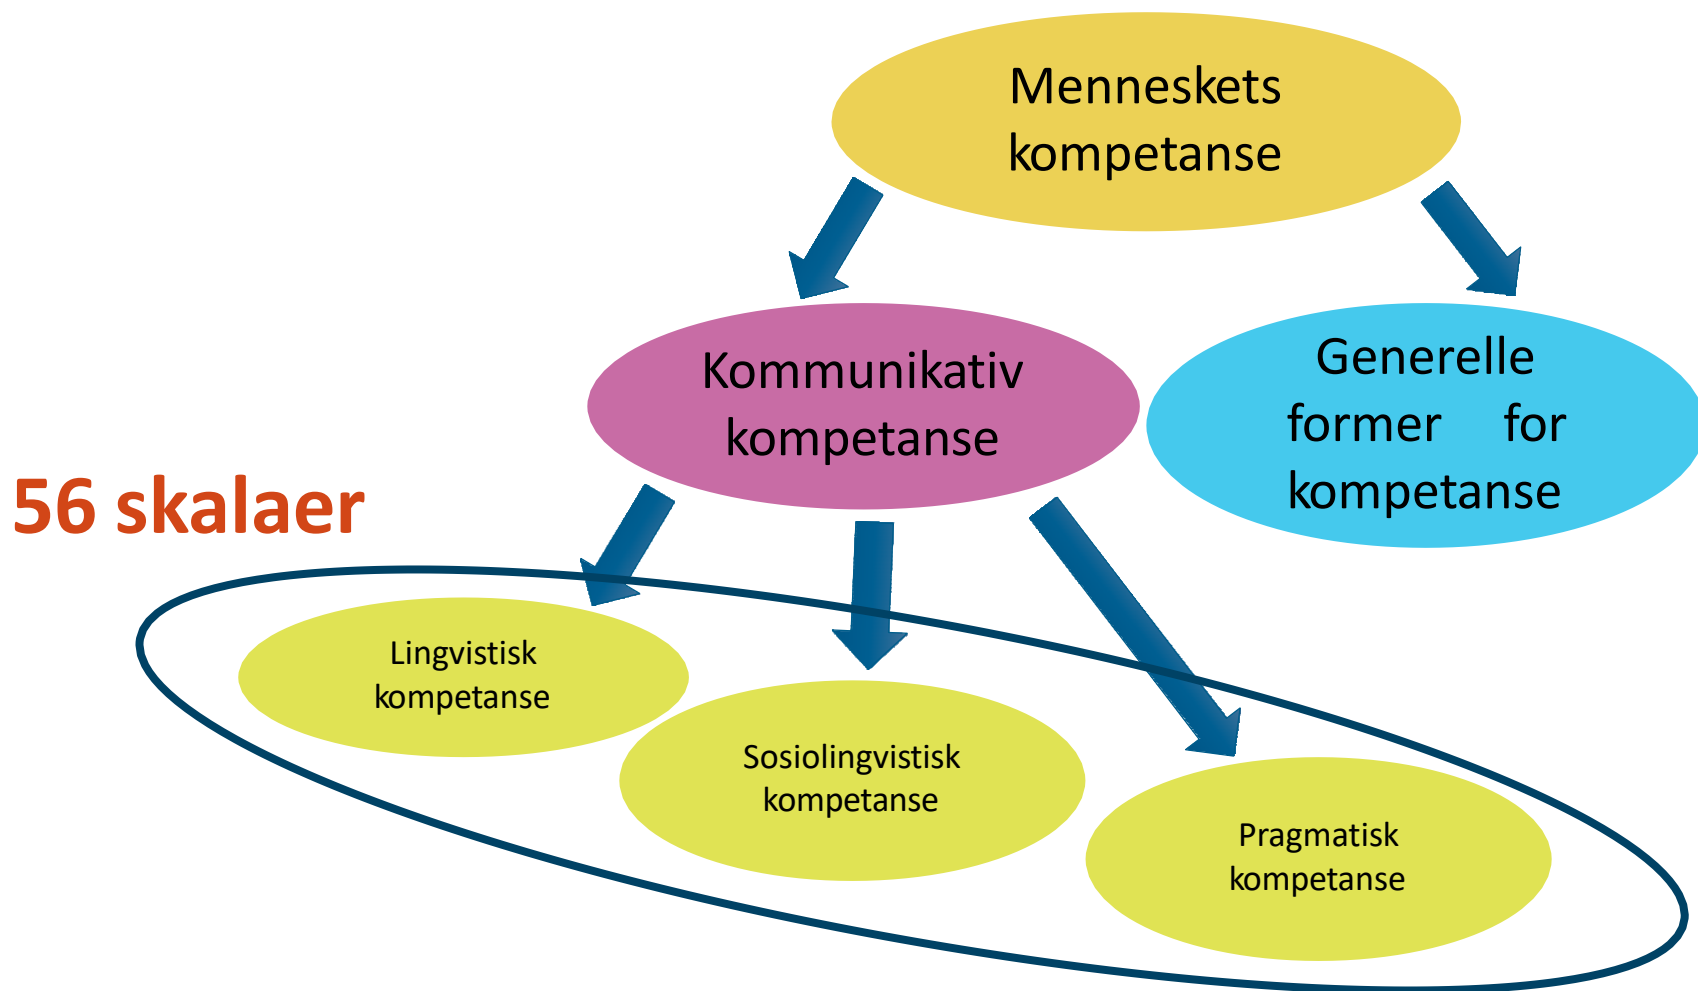 Menneskets
kompetanse
Kommunikativ
kompetanse
Generelle
former for
kompetanse
56 skalaer
Lingvistisk
kompetanse
Sosiolingvistisk
kompetanse
Pragmatisk
kompetanse